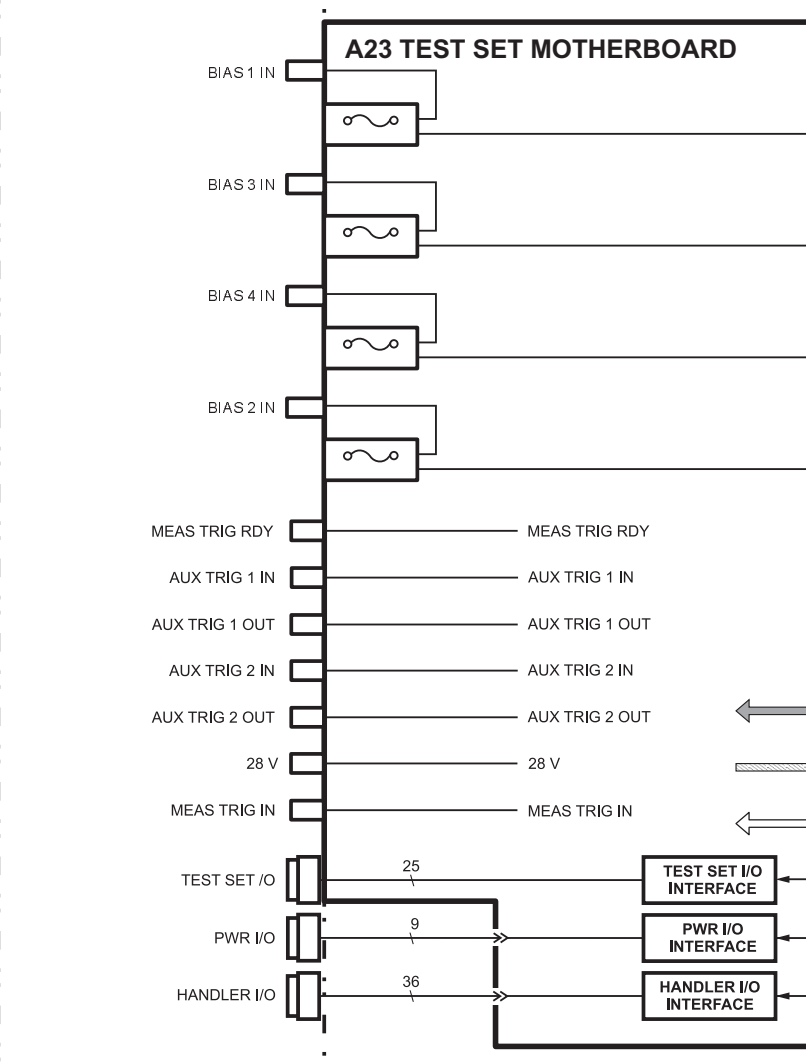 A23 TEST SET MOTHERBOARD
BIAS 1 IN
BIAS 3 IN
BIAS 4 IN
BIAS 2 IN
MEAS TRIG RDY MEAS TRIG RDY
AUX TRIG 1 IN AUX TRIG 1 IN
AUX TRIG 1 OUT AUX TRIG 1 OUT
AUX TRIG 2 IN AUX TRIG 2 IN
AUX TRIG 2 OUT AUX TRIG 2 OUT
28 V 28 V
MEAS TRIG IN MEAS TRIG IN
TEST SET /O 25 TEST SET I/O
INTERFACE
PWR I/O 9 PWR I/O
INTERFACE
HANDLER I/O 36 HANDLER I/O
INTERFACE